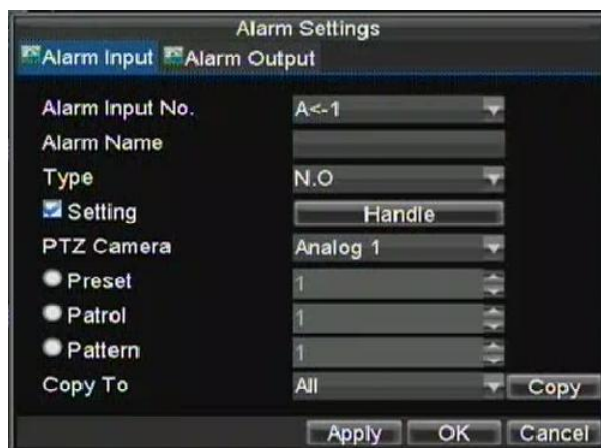 Alarm Settings
Alarm Input Alarm Output
Alarm Input No. A<-1
Alarm Name
Type N.O
Setting Handle
PTZ Camera Analog 1
Preset 1
Patrol 1
Pattern 1
Copy To All Copy
Apply OK Cancel